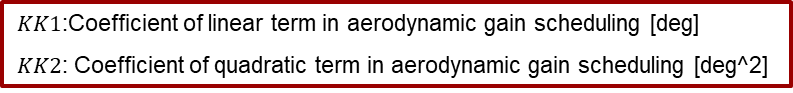 KK1:Coefficient of linear term in aerodynamic gain scheduling [deg]
KK2: Coefficient of quadratic term in aerodynamic gain scheduling [deg^2]